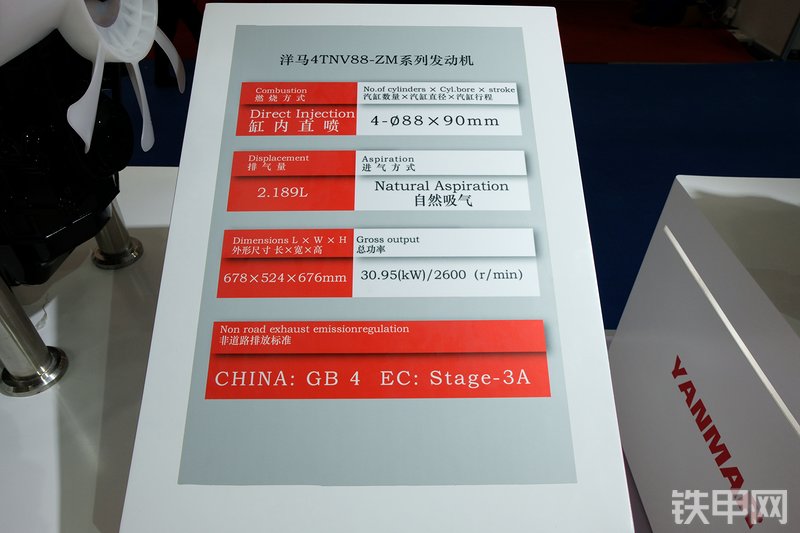 洋马4TNV88-ZM系列发动机
Combustion
燃烧方式
No.of cylinders × Cyl.bore × stroke
汽缸数量×汽缸直径×汽缸行程
Direct Injection
缸内直喷
4-Ø88×90mm
Displacement
排气量
Aspiration
进气方式
2.189L
Natural Aspiration
自然吸气
Dimensions L × W × H
外形尺寸 长×宽×高
Gross output
总功率
678×524×676mm
30.95(kW)/2600 (r/min)
Non road exhaust emissionregulation
非道路排放标准
CHINA: GB 4 EC: Stage-3A
YANMAR
铁甲网